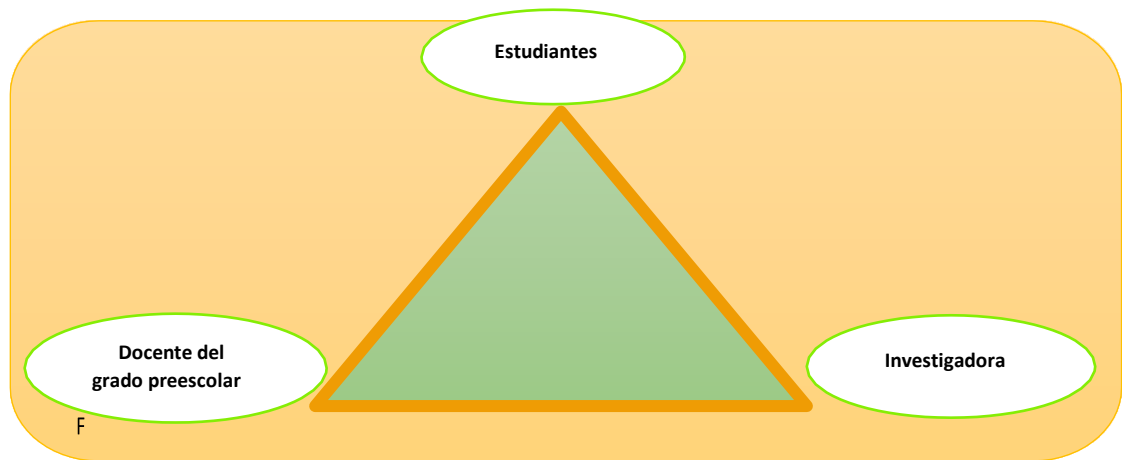 Estudiantes
Docente del
grado preescolar
Investigadora
F